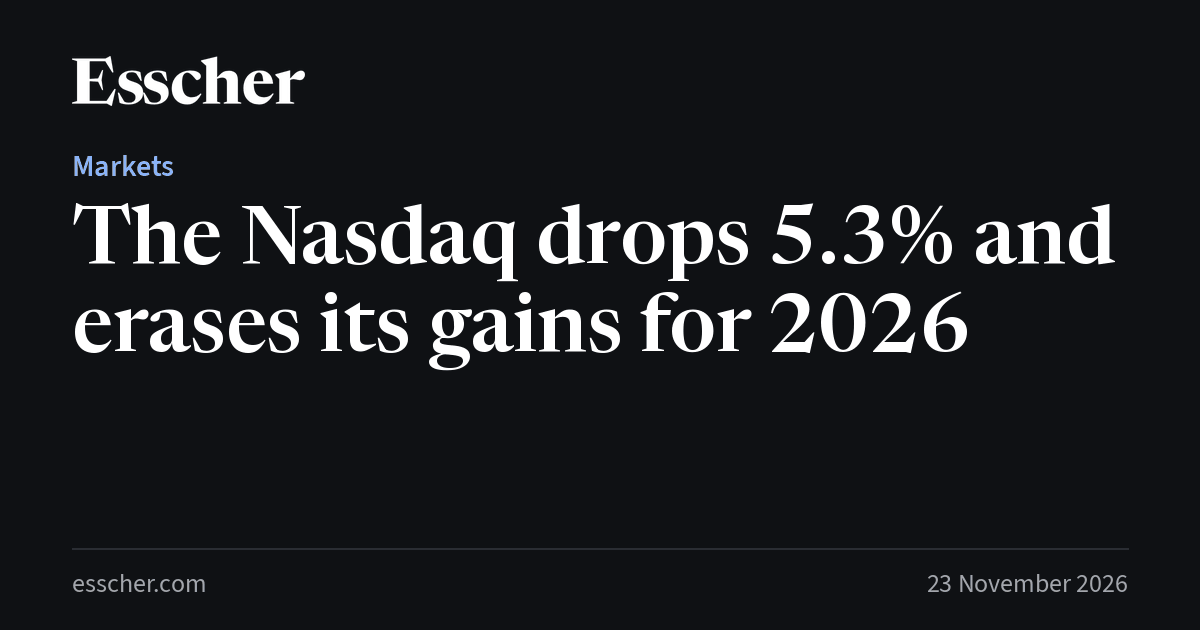 Esscher
Markets
The Nasdaq drops 5.3% and
erases its gains for 2026
esscher.com
23 November 2026